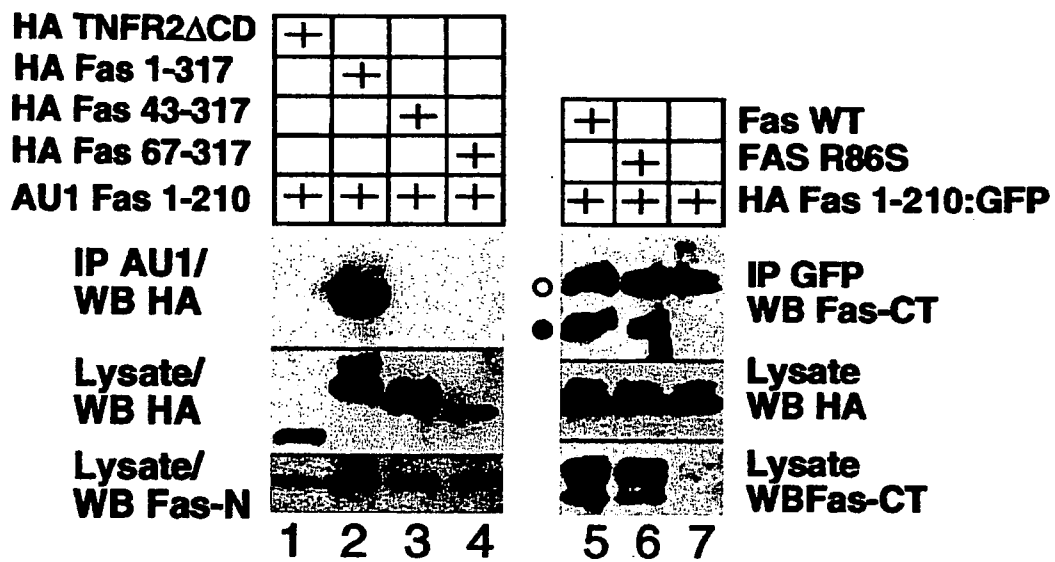 HA TNFR2ΔCD +
HA Fas 1-317 +
HA Fas 43-317 +
HA Fas 67-317 +
AU1 Fas 1-210 + + + +
IP AU1/
WB HA
Lysate/
WB HA
Lysate/
WB Fas-N
1 2 3 4
+ Fas WT
+ FAS R86S
+ + + HA Fas 1-210:GFP
IP GFP
WB Fas-CT
Lysate
WB HA
Lysate
WBFas-CT
5 6 7